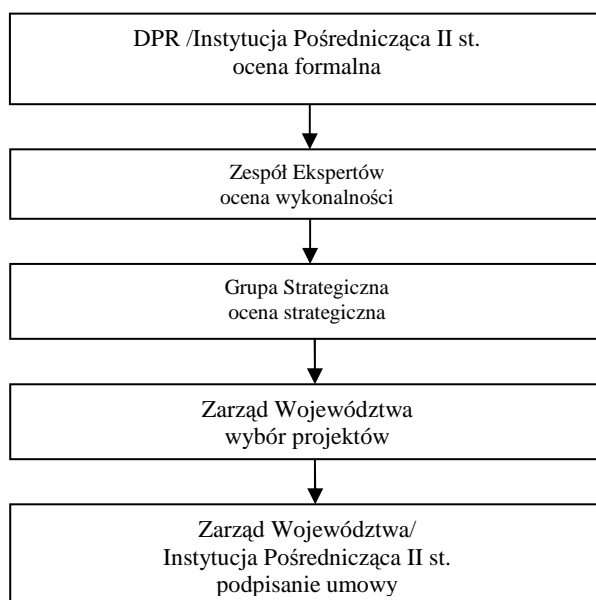 DPR /Instytucja Pośrednicząca II st.
ocena formalna
Zespół Ekspertów
ocena wykonalności
Grupa Strategiczna
ocena strategiczna
Zarząd Województwa
wybór projektów
Zarząd Województwa/
Instytucja Pośrednicząca II st.
podpisanie umowy